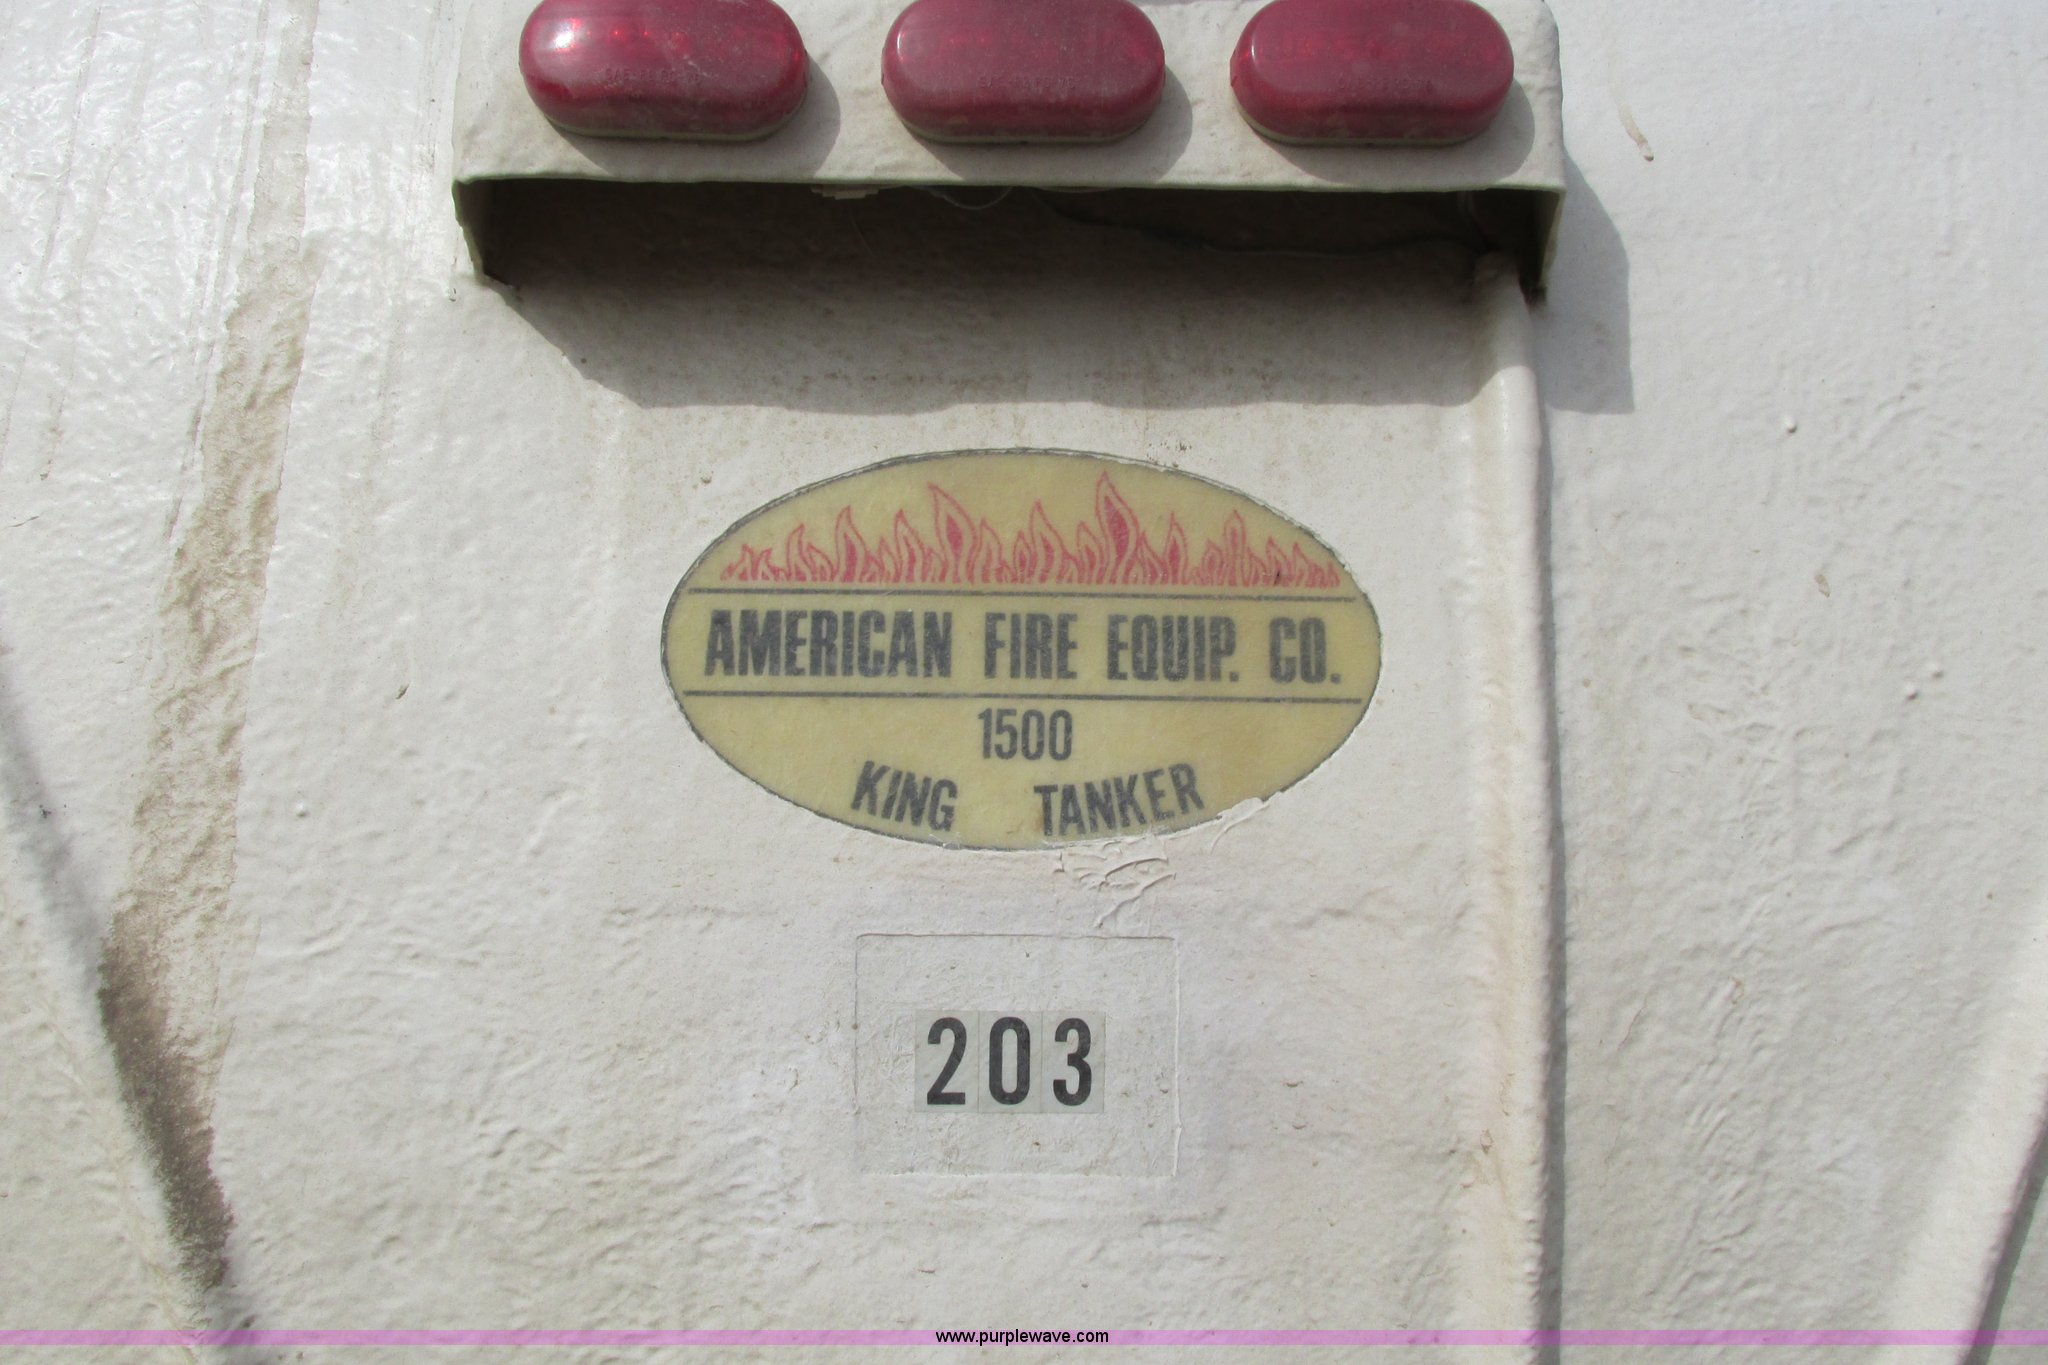 AMERICAN FIRE EQUIP. CO.
1500
KING TANKER
203
www.purplewave.com